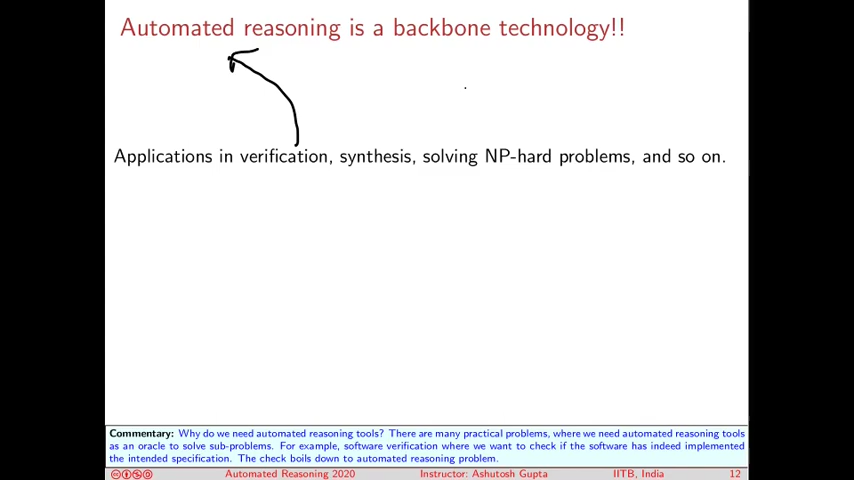 Automated reasoning is a backbone technology!!
Applications in verification, synthesis, solving NP-hard problems, and so on.
Commentary: Why do we need automated reasoning tools? There are many practical problems, where we need automated reasoning tools
as an oracle to solve sub-problems. For example, software verification where we want to check if the software has indeed implemented
the intended specification. The check boils down to automated reasoning problem.
Automated Reasoning 2020 Instructor: Ashutosh Gupta IITB, India 12